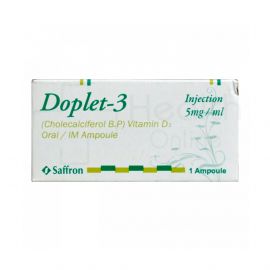 Doplet-3
Injection
5mg/ml
(Cholecalciferol B.P) Vitamin D3
Oral / IM Ampoule
Saffron
1 Ampoule